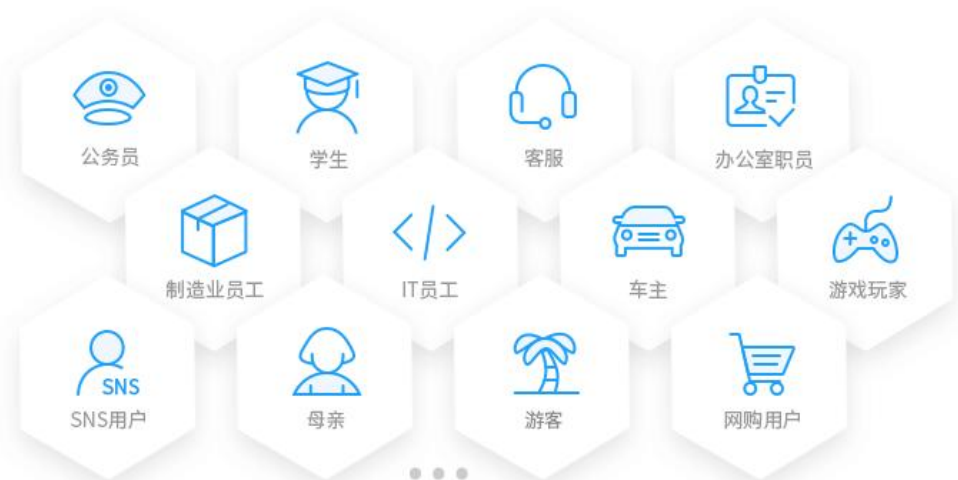 公务员
学生
客服
办公室职员
制造业员工
IT员工
车主
游戏玩家
SNS
SNS用户
母亲
游客
网购用户